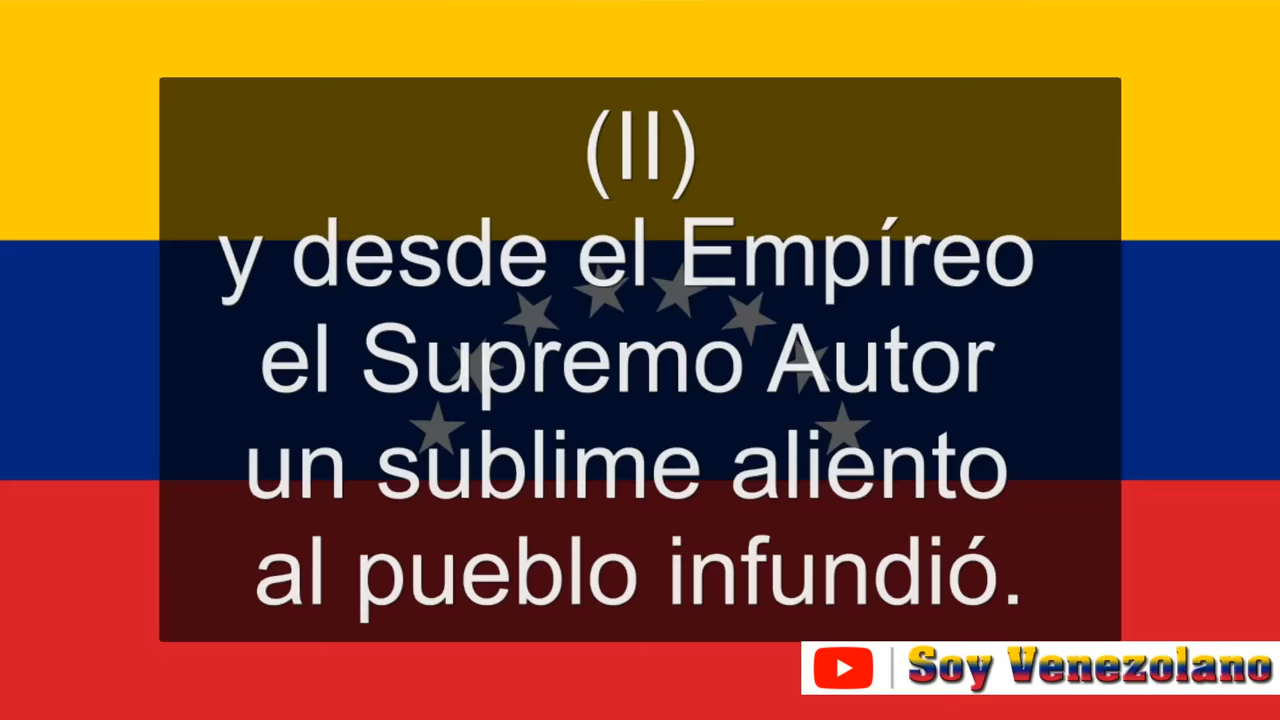 (II)
y desde el Empíreo
el Supremo Autor
un sublime aliento
al pueblo infundió.
Soy Venezolano